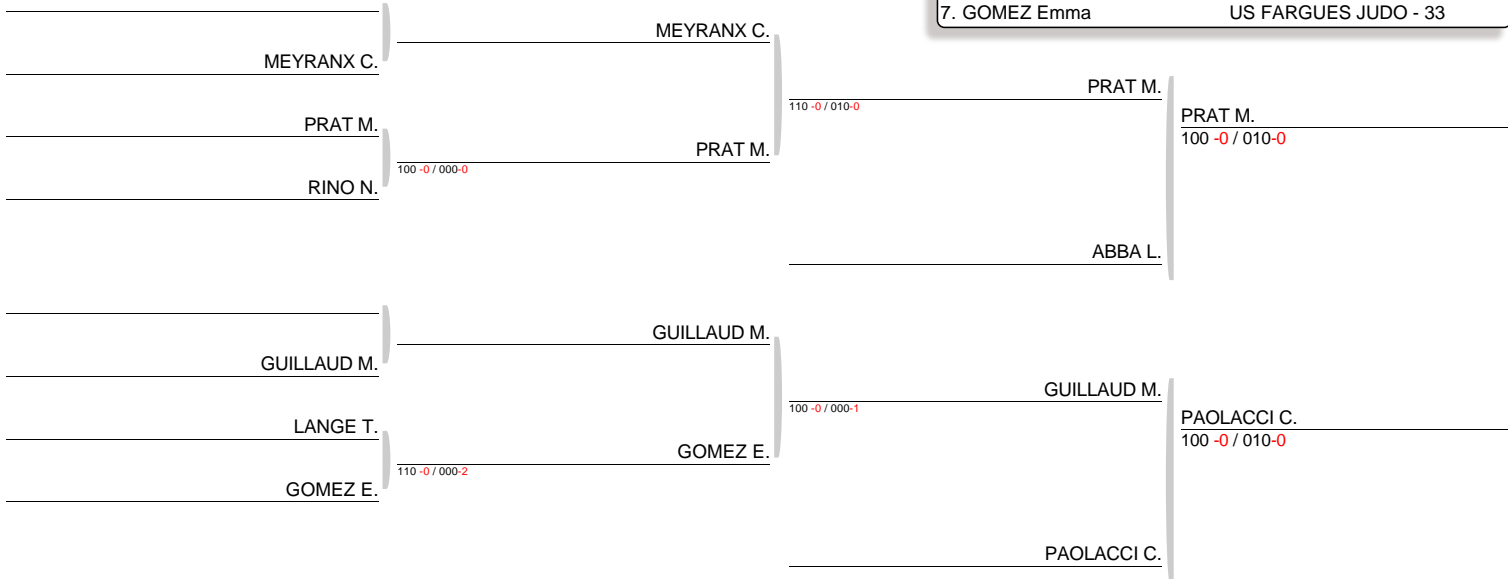 7. GOMEZ Emma US FARGUES JUDO - 33
MEYRANX C.
MEYRANX C.
PRAT M.
110 -0 / 010-0
PRAT M.
PRAT M.
100 -0 / 010-0
PRAT M.
100 -0 / 000-0
RINO N.
ABBA L.
GUILLAUD M.
GUILLAUD M.
GUILLAUD M.
100 -0 / 000-1
LANGE T.
PAOLACCI C.
100 -0 / 010-0
GOMEZ E.
110 -0 / 000-2
GOMEZ E.
PAOLACCI C.